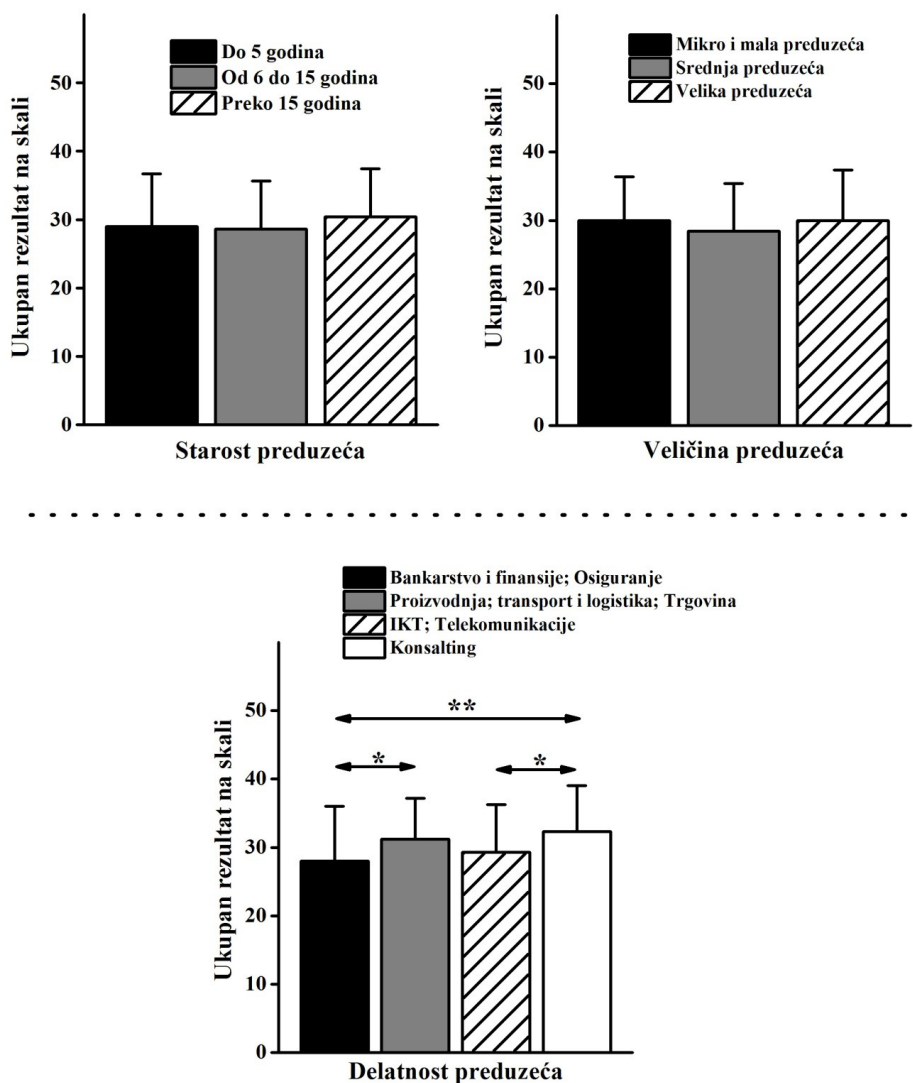 Ukupan rezultat na skali
50
40
30
20
10
0
Do 5 godina
Od 6 do 15 godina
Preko 15 godina
Starost preduzeća
Ukupan rezultat na skali
50
40
30
20
10
0
Mikro i mala preduzeća
Srednja preduzeća
Velika preduzeća
Veličina preduzeća
Bankarstvo i finansije; Osiguranje
Proizvodnja; transport i logistika; Trgovina
IKT; Telekomunikacije
Konsalting
Ukupan rezultat na skali
50
40
30
20
10
0
**
*
*
Delatnost preduzeća